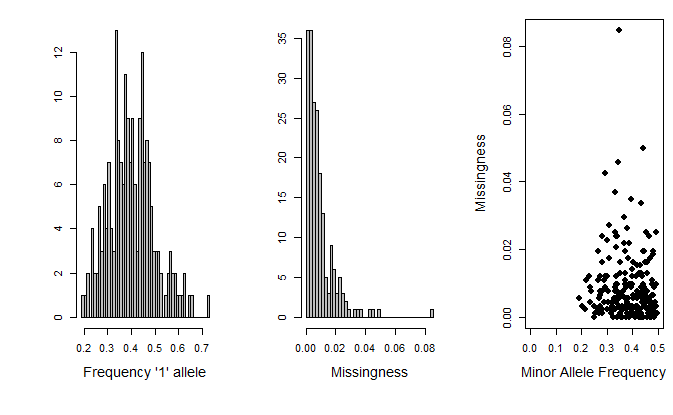 0 2 4 6 8 10 12
0.2 0.3 0.4 0.5 0.6 0.7
Frequency '1' allele
0 5 10 15 20 25 30 35
0.00 0.02 0.04 0.06 0.08
Missingness
Missingness
0.00 0.02 0.04 0.06 0.08
0.0 0.1 0.2 0.3 0.4 0.5
Minor Allele Frequency